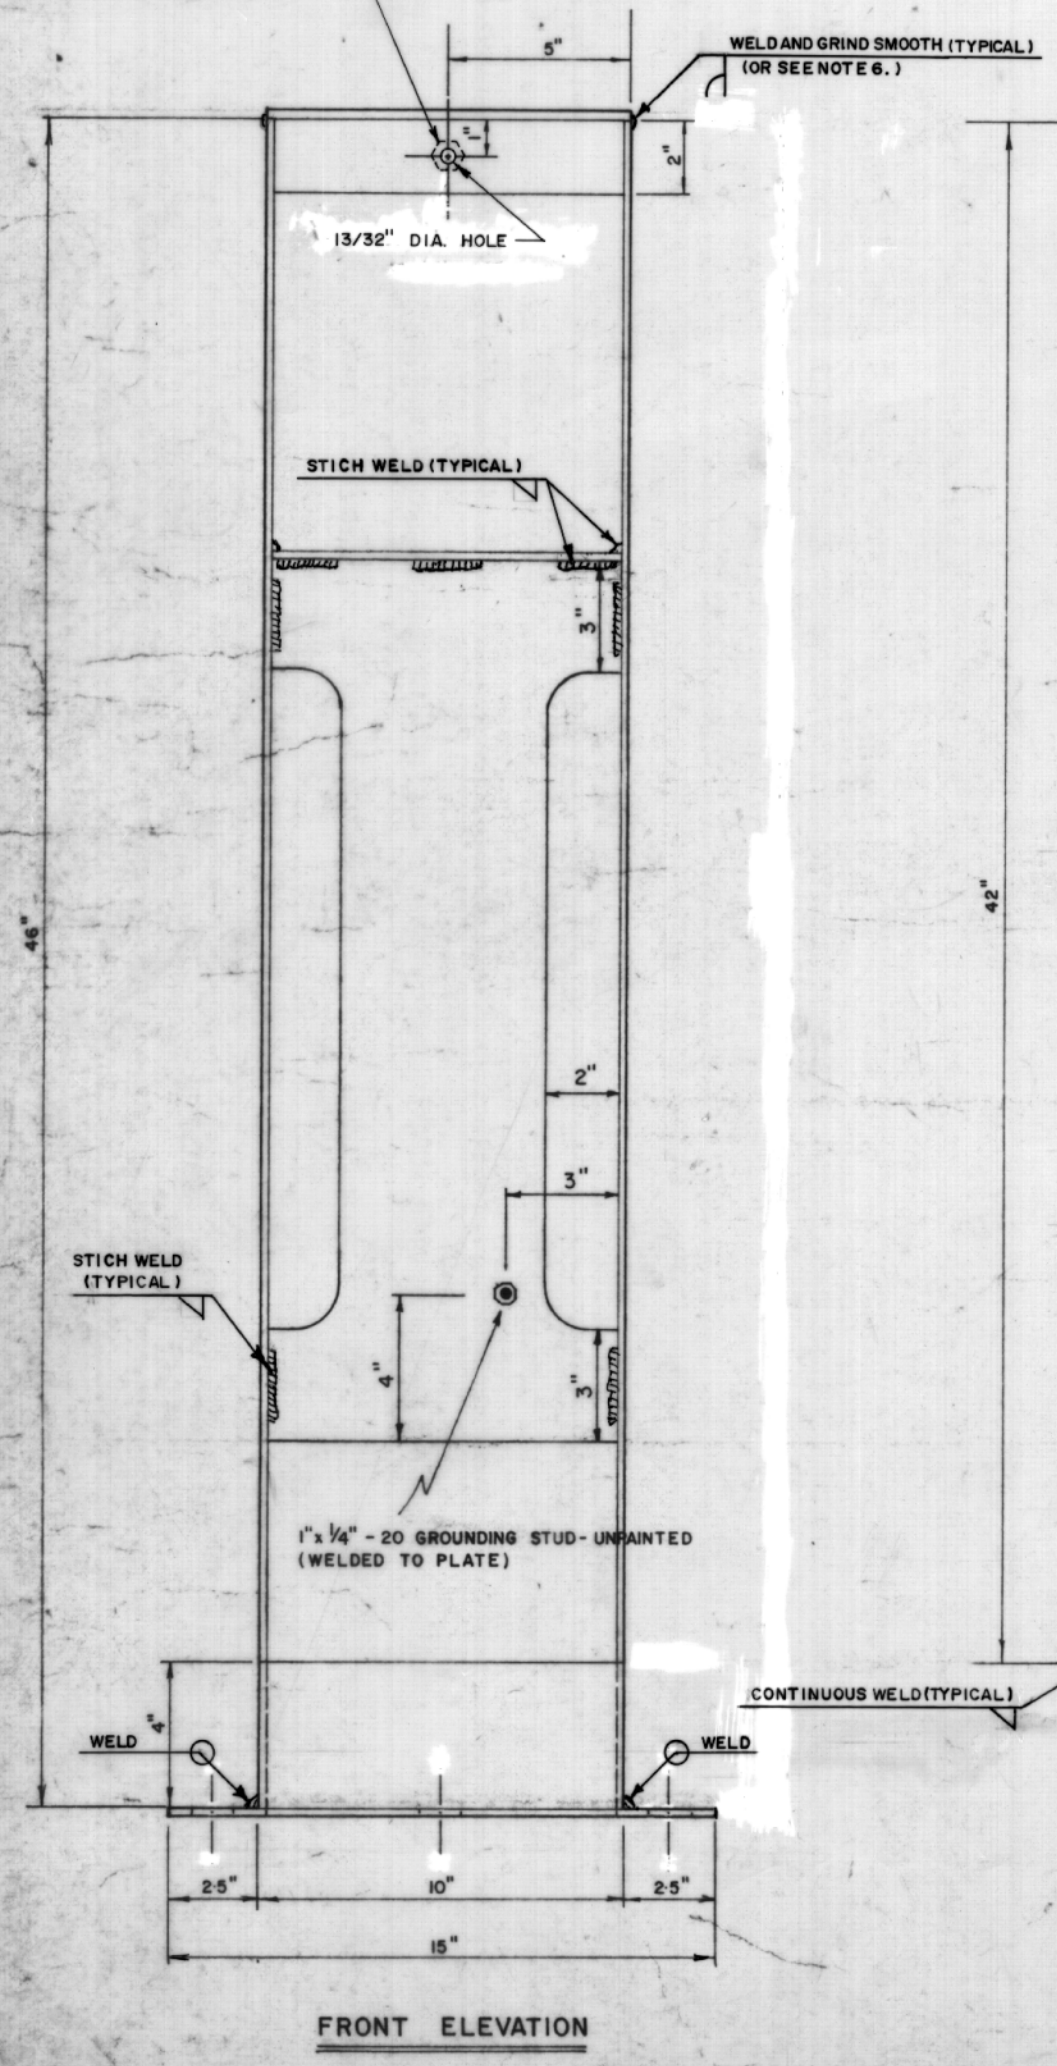 5"
WELD AND GRIND SMOOTH (TYPICAL)
(OR SEE NOTE 6.)
1"
2"
13/32" DIA. HOLE
STICH WELD (TYPICAL)
3"
46"
42"
2"
3"
STICH WELD
(TYPICAL)
4"
3"
1" x 1/4" - 20 GROUNDING STUD - UNPAINTED
(WELDED TO PLATE)
CONTINUOUS WELD (TYPICAL)
4"
WELD
WELD
2.5"
10"
2.5"
15"
FRONT ELEVATION